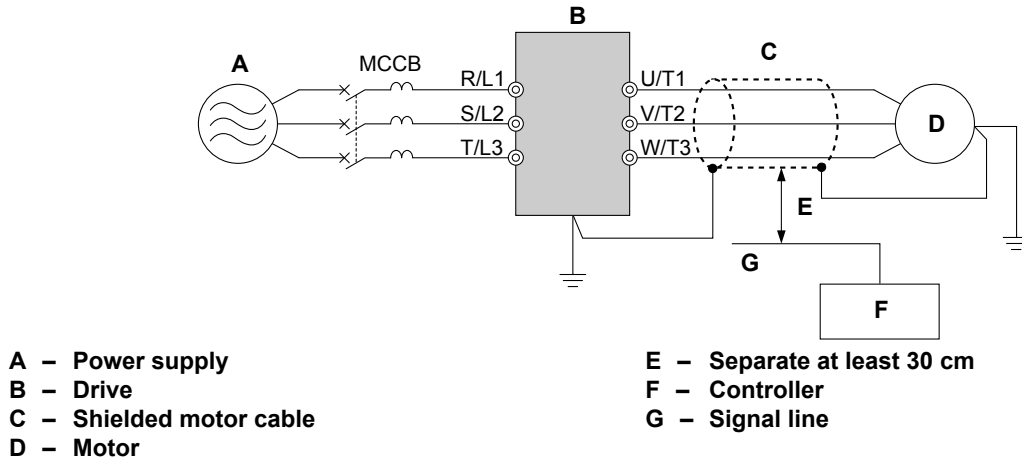 B
C
A
MCCB
R/L1
U/T1
S/L2
V/T2
D
T/L3
W/T3
E
G
F
A – Power supply
B – Drive
C – Shielded motor cable
D – Motor
E – Separate at least 30 cm
F – Controller
G – Signal line